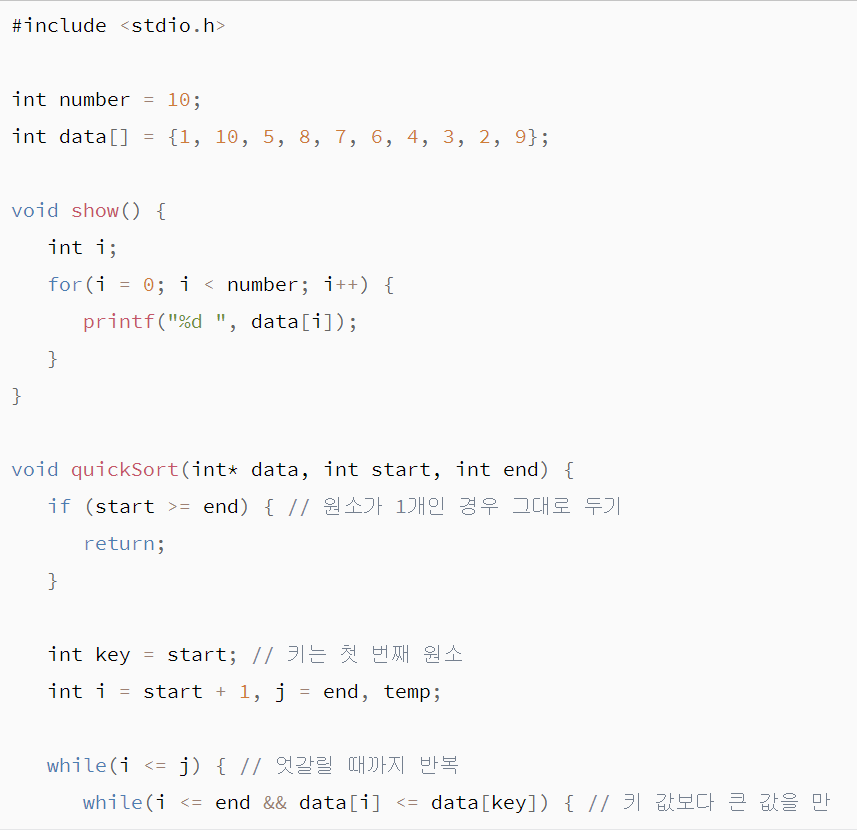 #include <stdio.h>
int number = 10;
int data[] = {1, 10, 5, 8, 7, 6, 4, 3, 2, 9};
void show() {
int i;
for(i = 0; i < number; i++) {
printf("%d ", data[i]);
}
}
void quickSort(int* data, int start, int end) {
if (start >= end) { // 원소가 1개인 경우 그대로 두기
return;
}
int key = start; // 키는 첫 번째 원소
int i = start + 1, j = end, temp;
while(i <= j) { // 엇갈릴 때까지 반복
while(i <= end && data[i] <= data[key]) { // 키 값보다 큰 값을 만